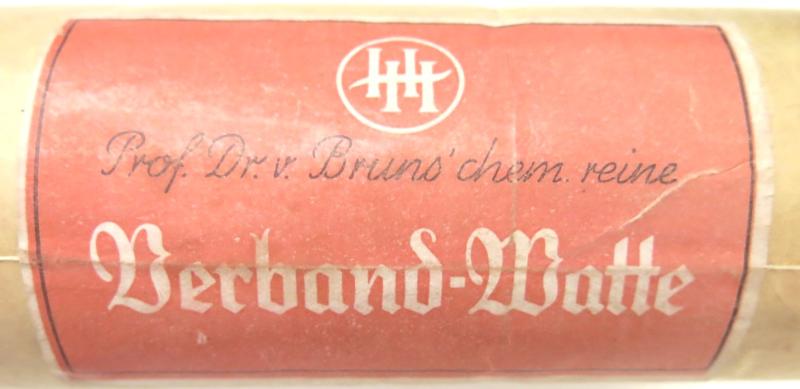 HH
Prof. Dr. v. Bruns' chem. reine
Verband-Watte